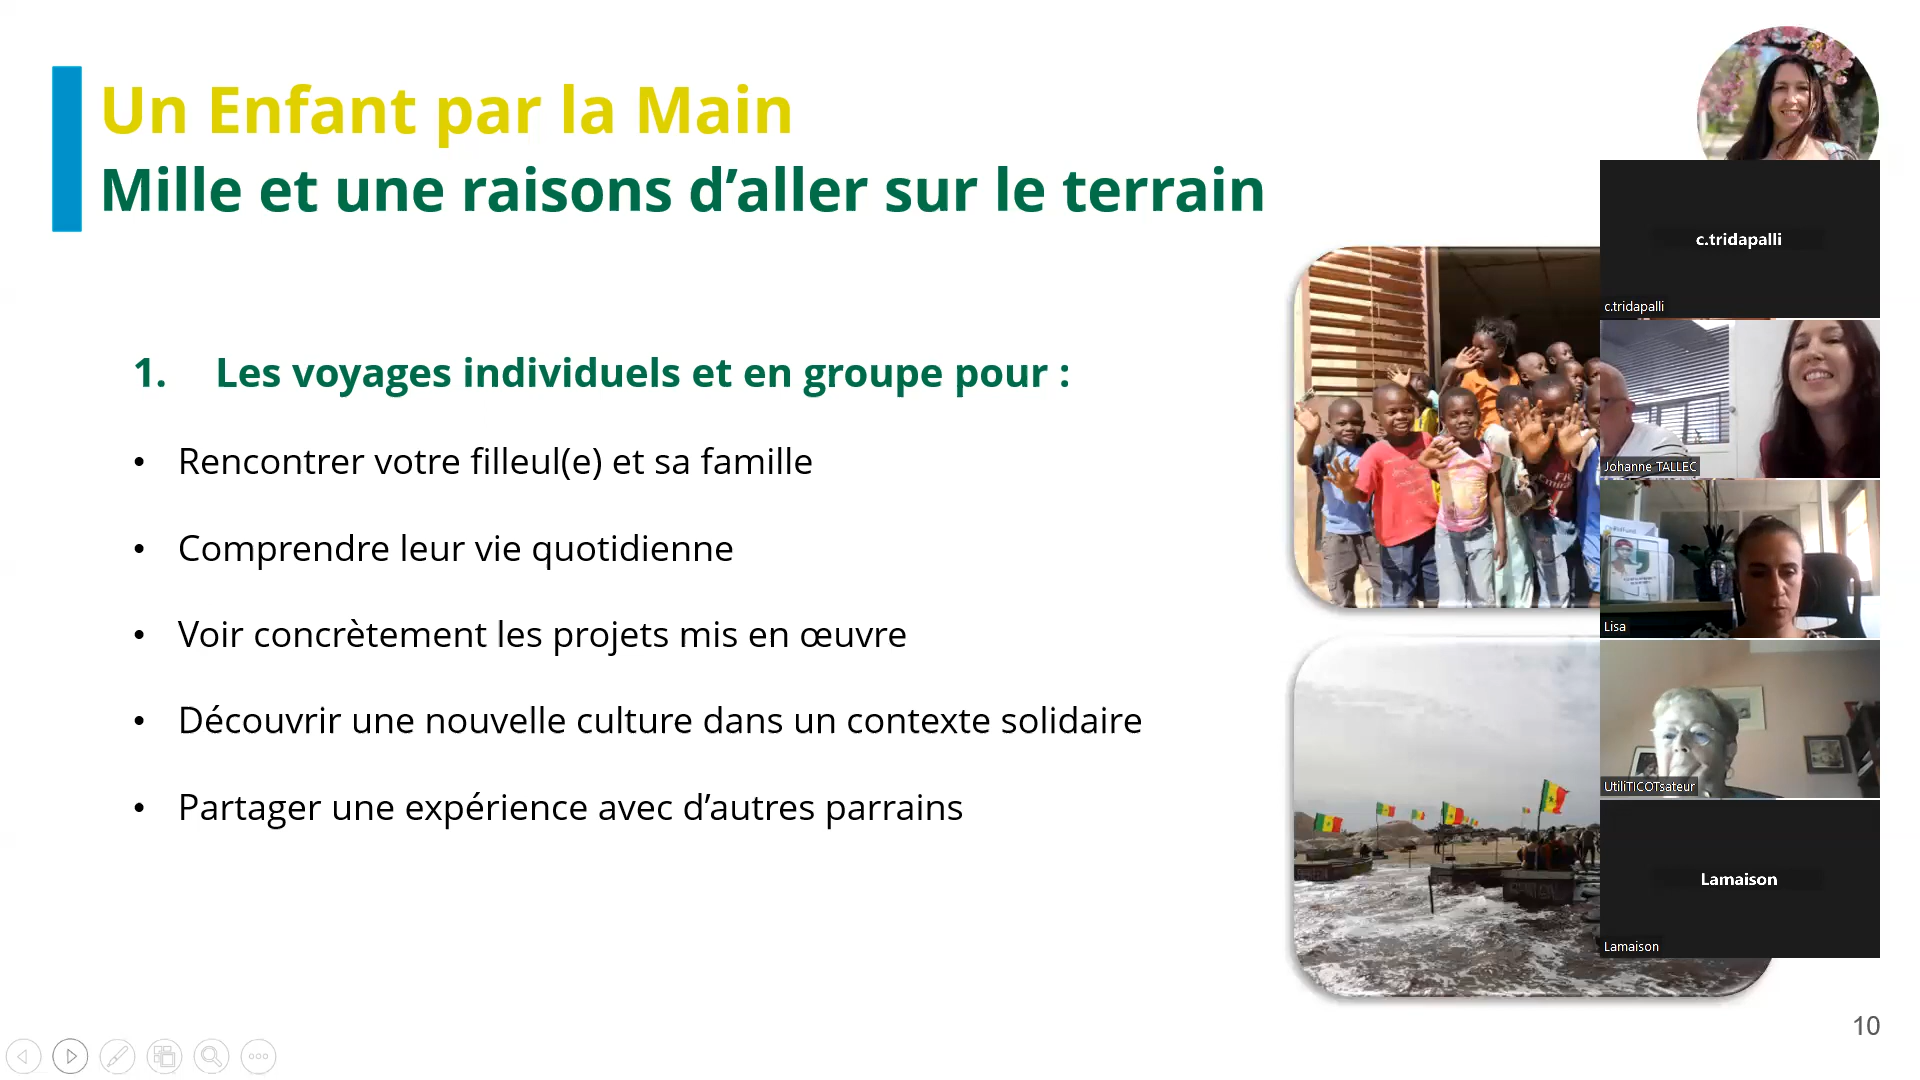 Un Enfant par la Main
Mille et une raisons d’aller sur le terrain
1. Les voyages individuels et en groupe pour :
• Rencontrer votre filleul(e) et sa famille
• Comprendre leur vie quotidienne
• Voir concrètement les projets mis en œuvre
• Découvrir une nouvelle culture dans un contexte solidaire
• Partager une expérience avec d’autres parrains
c.tridapalli
c.tridapalli
Johanne TALLEC
Lisa
UtiliTICOTsateur
Lamaison
Lamaison
10